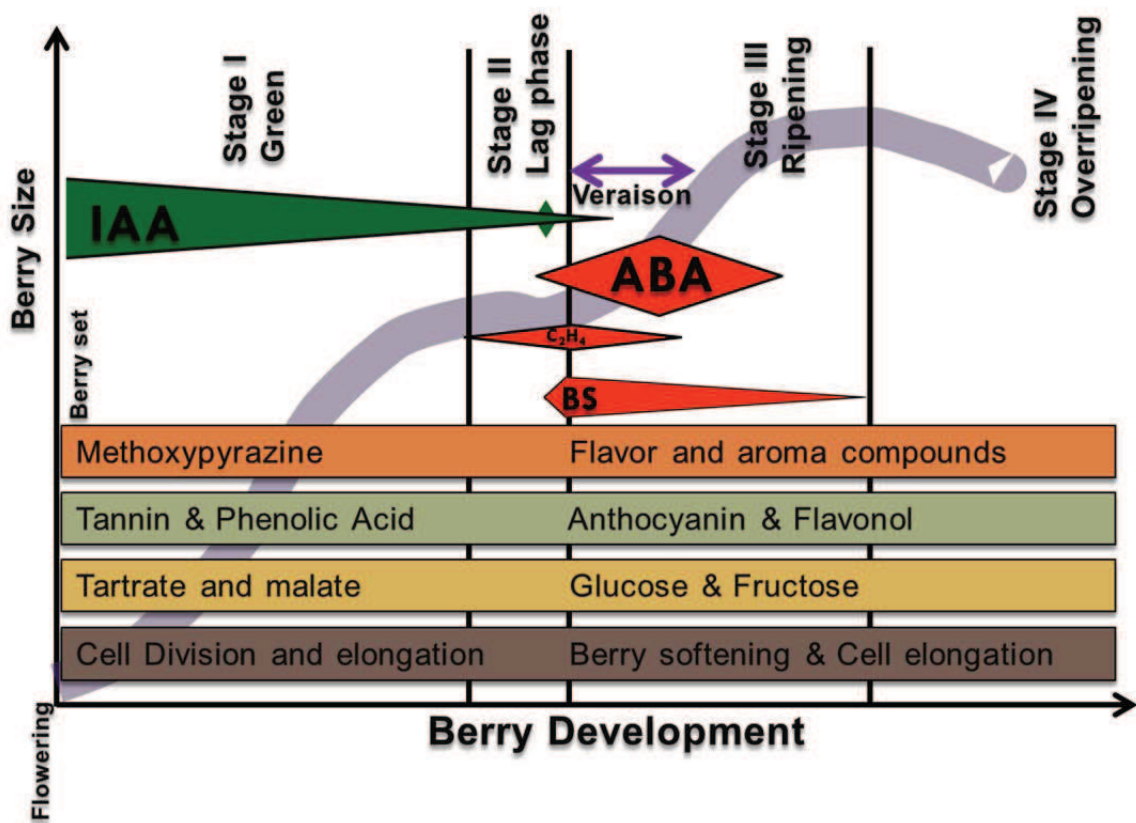 Stage I
Green
Stage II
Lag phase
Stage III
Ripening
Stage IV
Overripening
Veraison
IAA
ABA
C₂H₄
BS
Berry Size
Berry set
Methoxypyrazine
Flavor and aroma compounds
Tannin & Phenolic Acid
Anthocyanin & Flavonol
Tartrate and malate
Glucose & Fructose
Cell Division and elongation
Berry softening & Cell elongation
Flowering
Berry Development